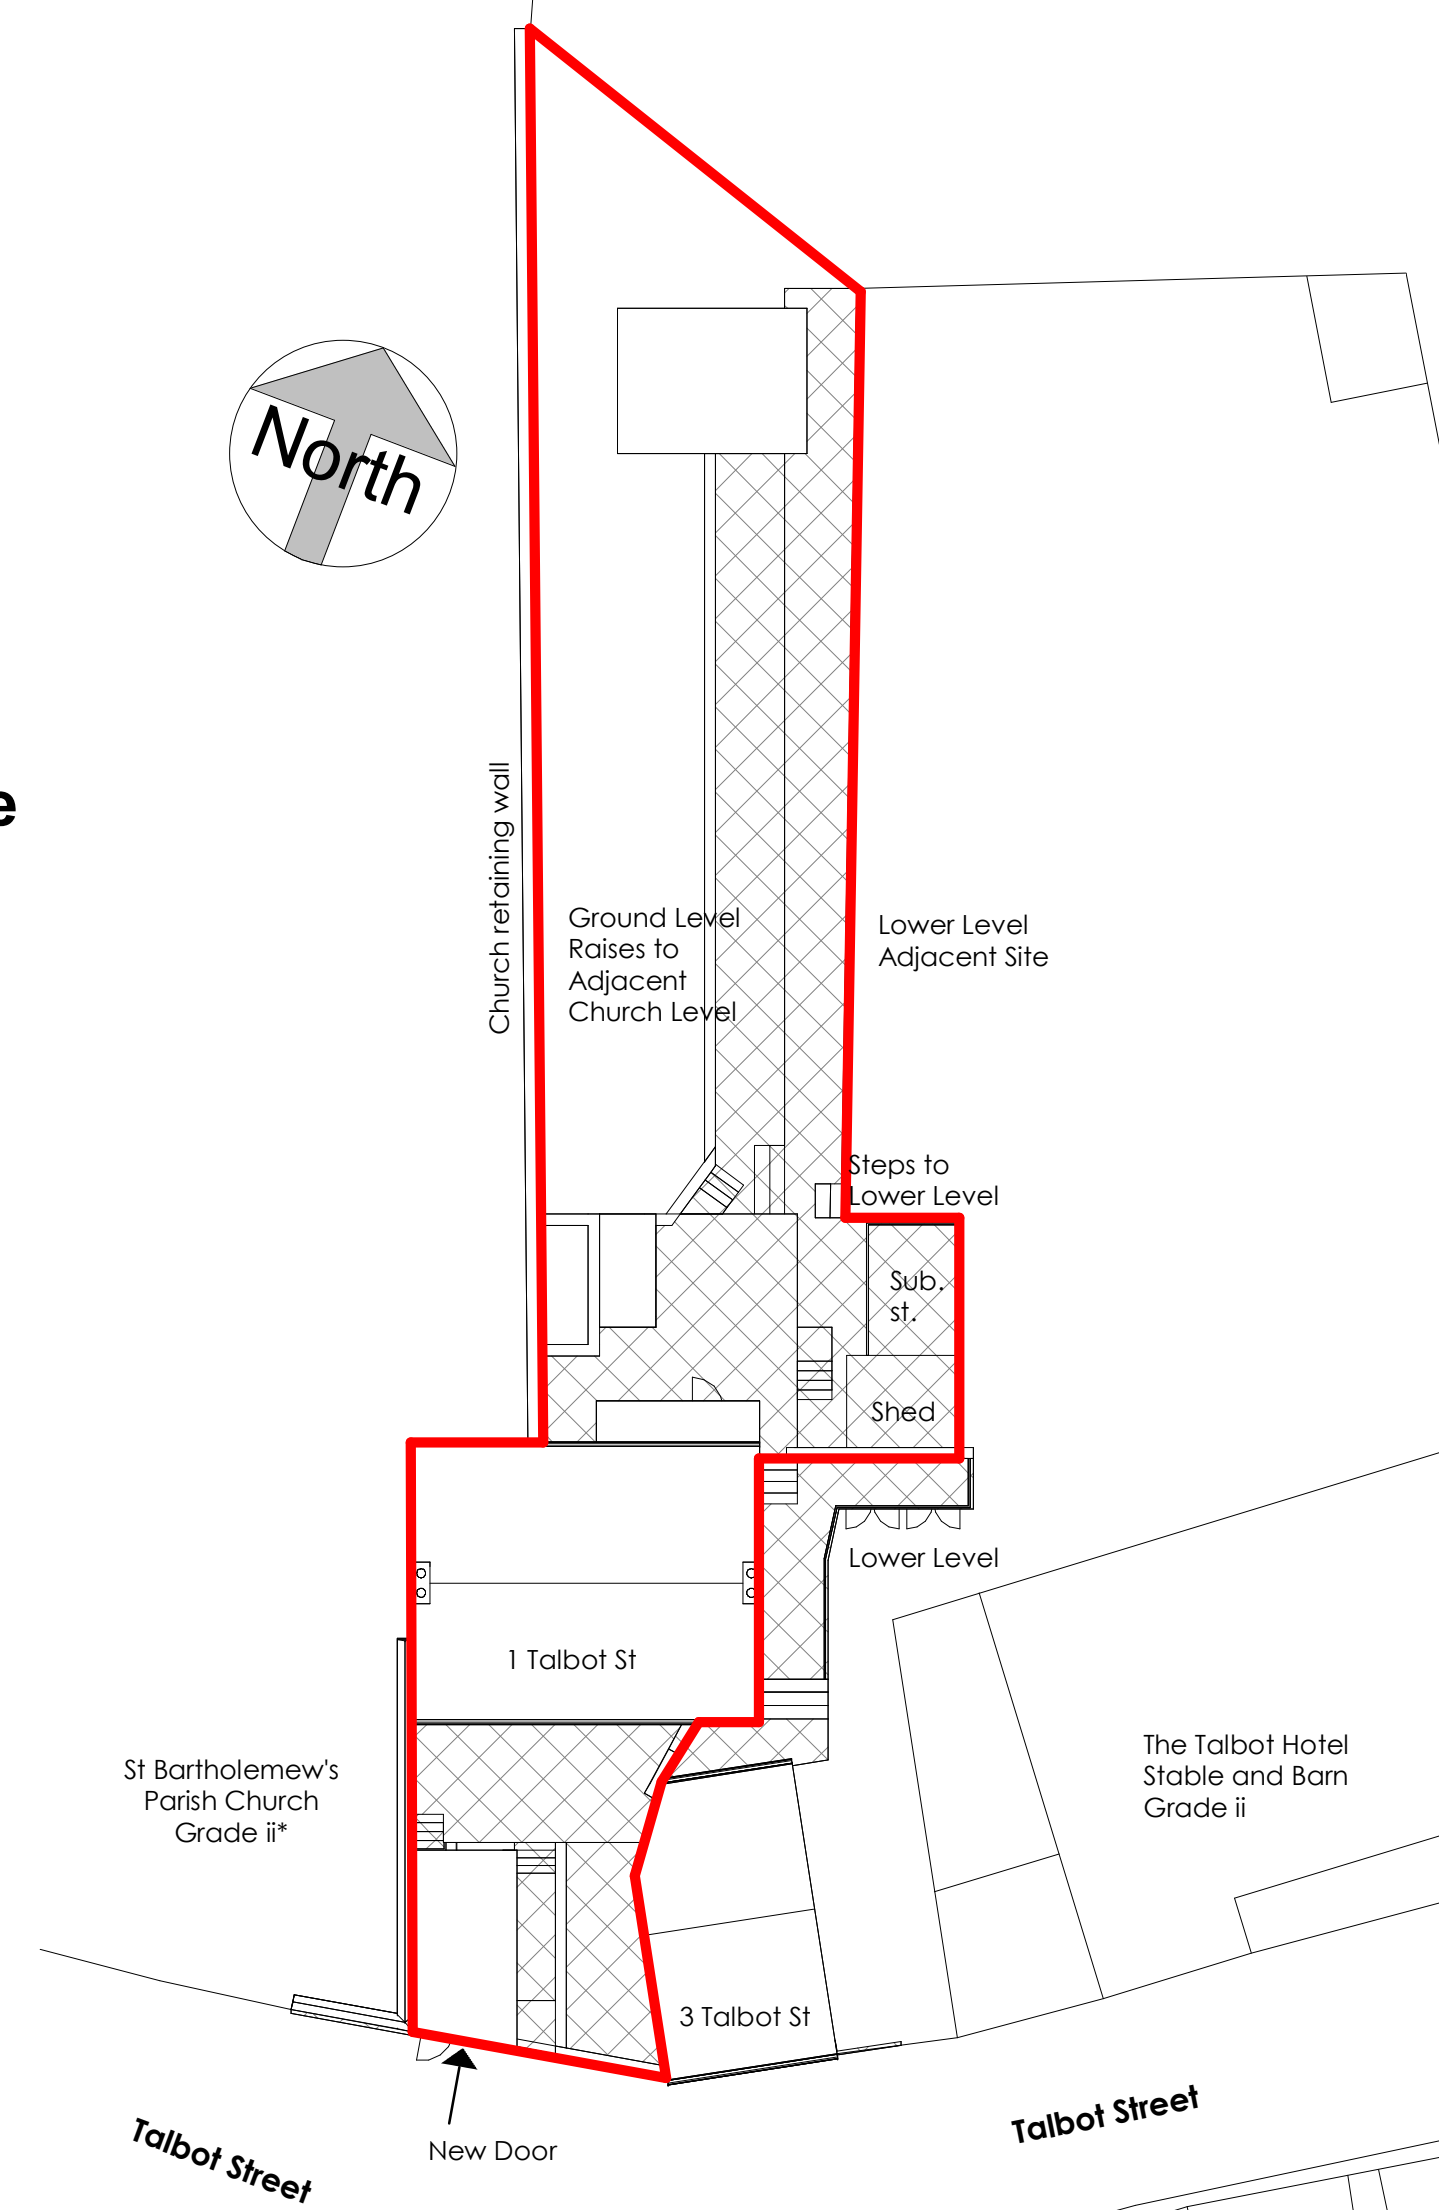 North
e
Church retaining wall
Ground Level
Raises to
Adjacent
Church Level
Lower Level
Adjacent Site
Steps to
Lower Level
Sub.
st.
Shed
Lower Level
1 Talbot St
St Bartholemew's
Parish Church
Grade ii*
The Talbot Hotel
Stable and Barn
Grade ii
3 Talbot St
New Door
Talbot Street
Talbot Street